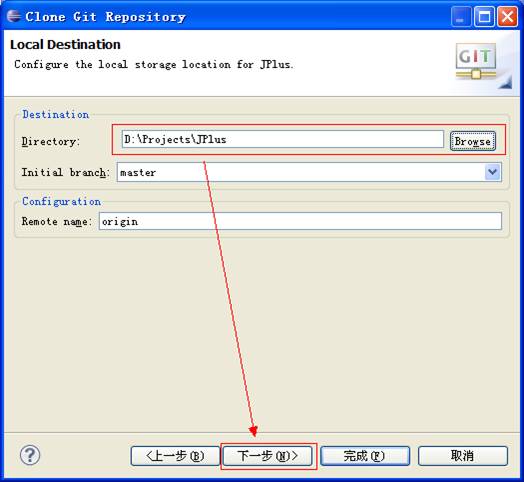 Clone Git Repository
Local Destination
Configure the local storage location for JPlus.
GIT
Destination
Directory: D:\Projects\JPlus Browse
Initial branch: master
Configuration
Remote name: origin
<上一步(B) 下一步(N)> 完成(F) 取消